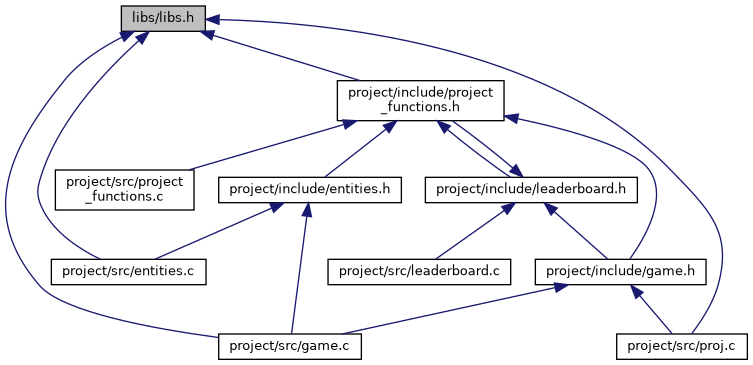 libs/libs.h
project/include/project
_functions.h
project/src/project
_functions.c
project/include/entities.h
project/include/leaderboard.h
project/src/entities.c
project/src/leaderboard.c
project/include/game.h
project/src/game.c
project/src/proj.c